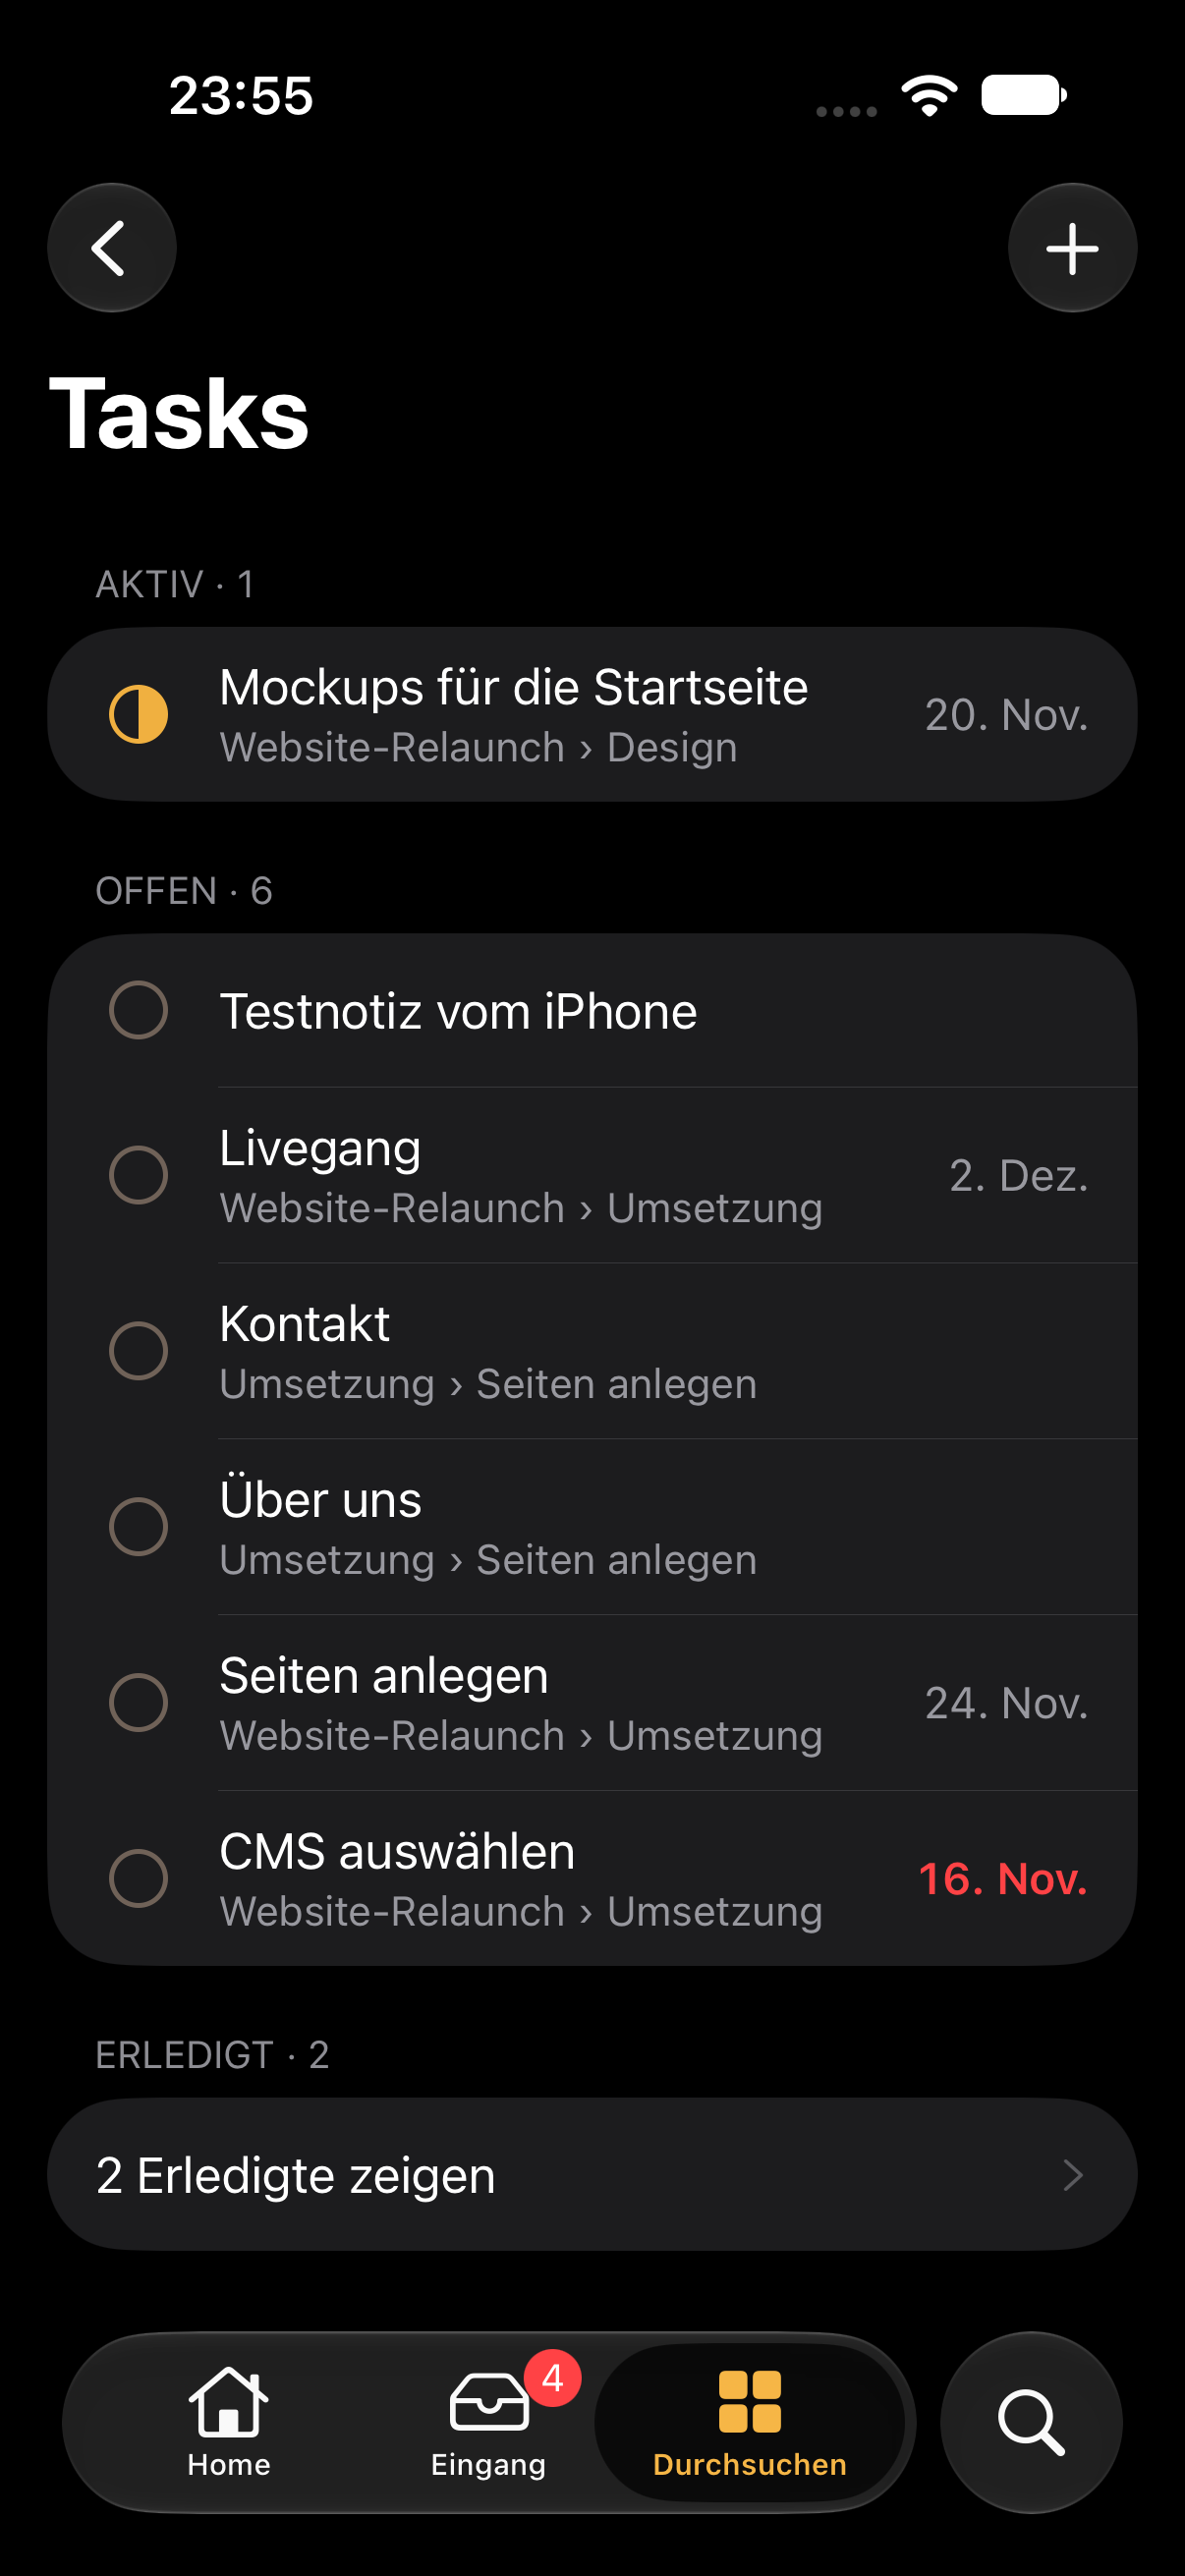 23:55
Tasks
AKTIV · 1
Mockups für die Startseite
Website-Relaunch › Design
20. Nov.
OFFEN · 6
Testnotiz vom iPhone
Livegang
Website-Relaunch › Umsetzung
2. Dez.
Kontakt
Umsetzung › Seiten anlegen
Über uns
Umsetzung › Seiten anlegen
Seiten anlegen
Website-Relaunch › Umsetzung
24. Nov.
CMS auswählen
Website-Relaunch › Umsetzung
16. Nov.
ERLEDIGT · 2
2 Erledigte zeigen
4
Home
Eingang
Durchsuchen